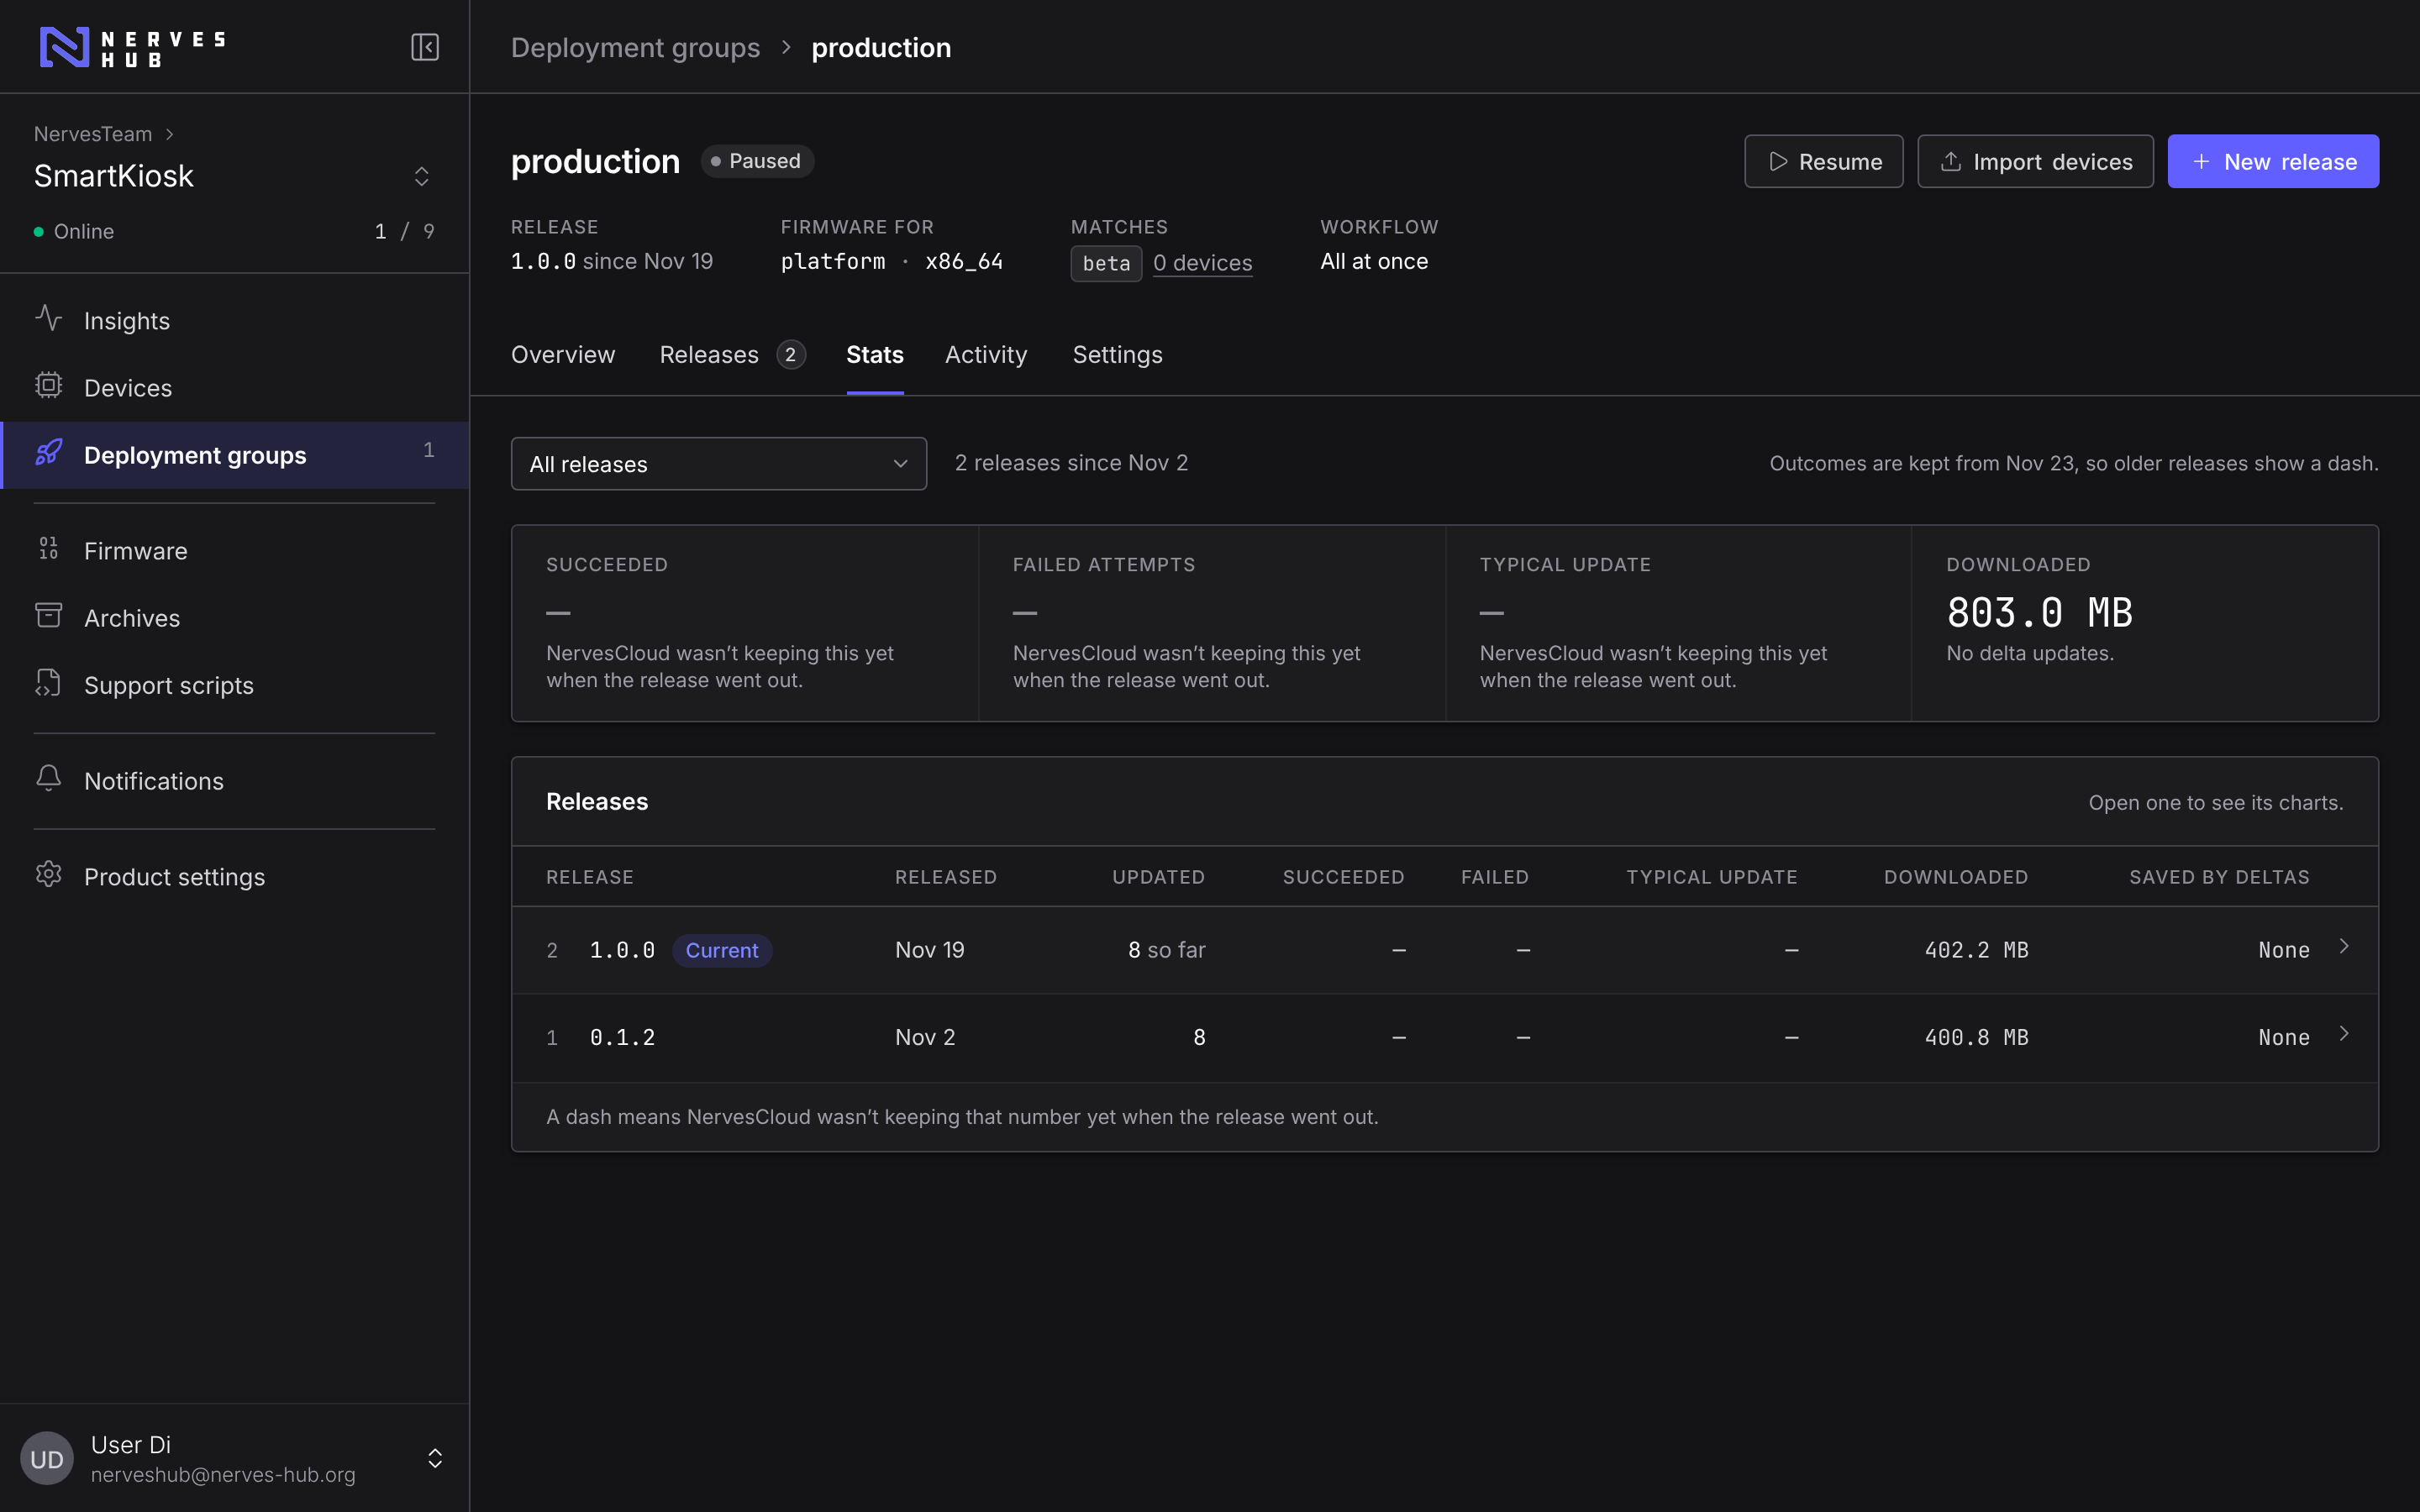 NERVES
HUB
NervesTeam
SmartKiosk
Online 1 / 9
Insights
Devices
Deployment groups 1
Firmware
Archives
Support scripts
Notifications
Product settings
UD
User Di
nerveshub@nerves-hub.org
Deployment groups > production
production Paused
Resume
Import devices
+ New release
RELEASE FIRMWARE FOR MATCHES WORKFLOW
1.0.0 since Nov 19 platform · x86_64 beta 0 devices All at once
Overview Releases 2 Stats Activity Settings
All releases
2 releases since Nov 2
Outcomes are kept from Nov 23, so older releases show a dash.
SUCCEEDED
—
NervesCloud wasn’t keeping this yet
when the release went out.
FAILED ATTEMPTS
—
NervesCloud wasn’t keeping this yet
when the release went out.
TYPICAL UPDATE
—
NervesCloud wasn’t keeping this yet
when the release went out.
DOWNLOADED
803.0 MB
No delta updates.
Releases
Open one to see its charts.
RELEASE RELEASED UPDATED SUCCEEDED FAILED TYPICAL UPDATE DOWNLOADED SAVED BY DELTAS
2 1.0.0 Current Nov 19 8 so far — — — 402.2 MB None
1 0.1.2 Nov 2 8 — — — 400.8 MB None
A dash means NervesCloud wasn’t keeping that number yet when the release went out.